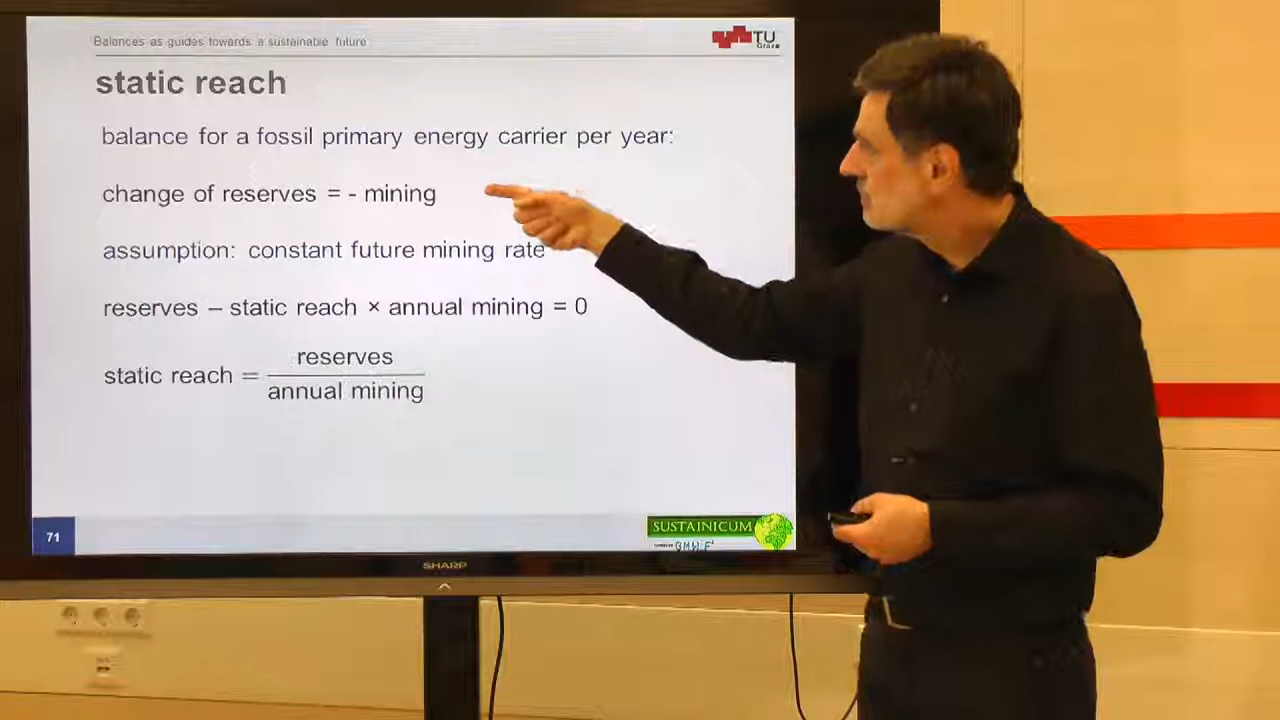 Balances as guides towards a sustainable future
TU
Graz
static reach
balance for a fossil primary energy carrier per year:
change of reserves = - mining
assumption: constant future mining rate
reserves – static reach × annual mining = 0
static reach = reserves
annual mining
71
SUSTAINICUM
SHARP